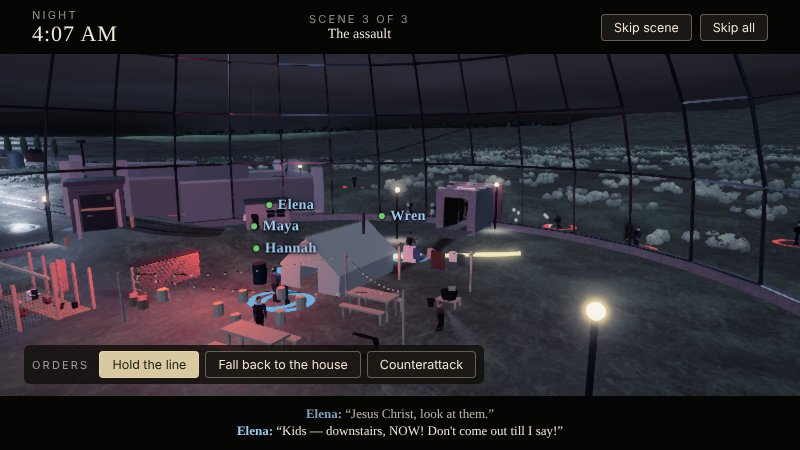 NIGHT
4:07 AM
SCENE 3 OF 3
The assault
Skip scene
Skip all
Elena
Maya
Wren
Hannah
ORDERS
Hold the line
Fall back to the house
Counterattack
Elena: “Jesus Christ, look at them.”
Elena: “Kids — downstairs, NOW! Don't come out till I say!”